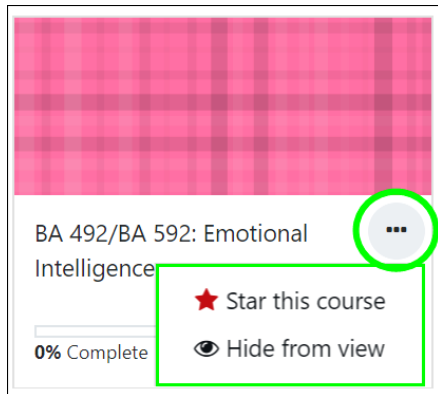 BA 492/BA 592: Emotional
Intelligence
Star this course
0% Complete
Hide from view